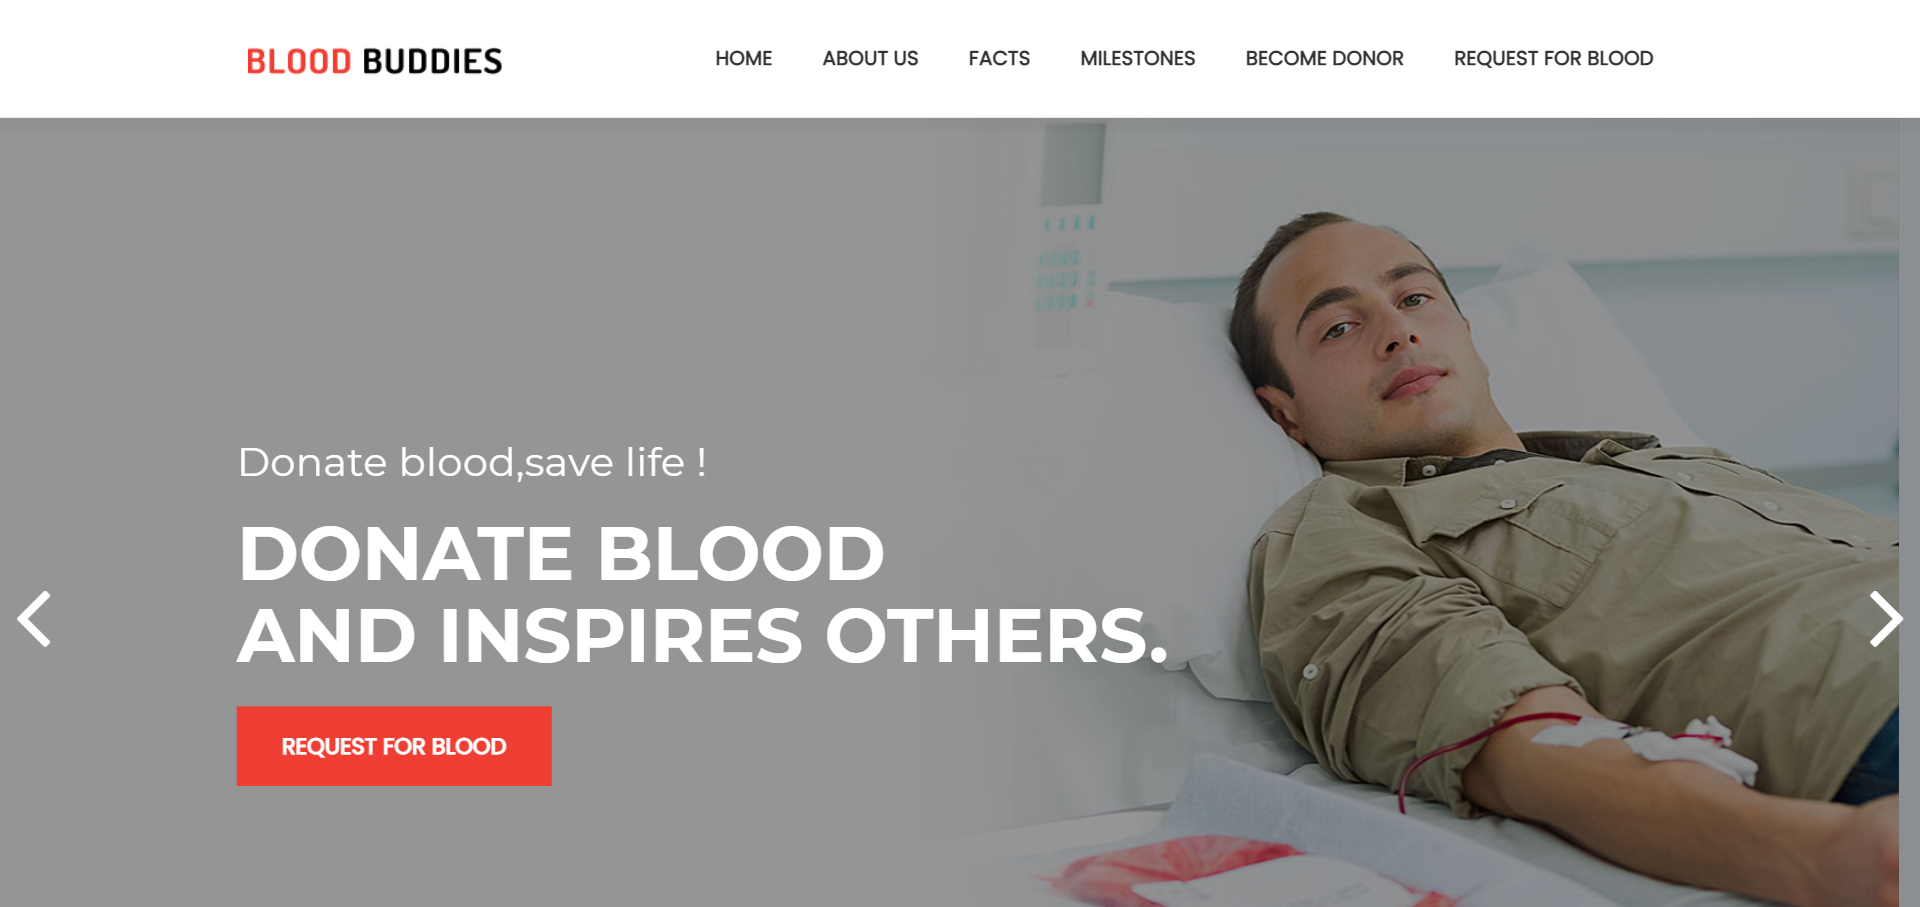 BLOOD BUDDIES
HOME ABOUT US FACTS MILESTONES BECOME DONOR REQUEST FOR BLOOD
Donate blood,save life !
DONATE BLOOD
AND INSPIRES OTHERS.
REQUEST FOR BLOOD